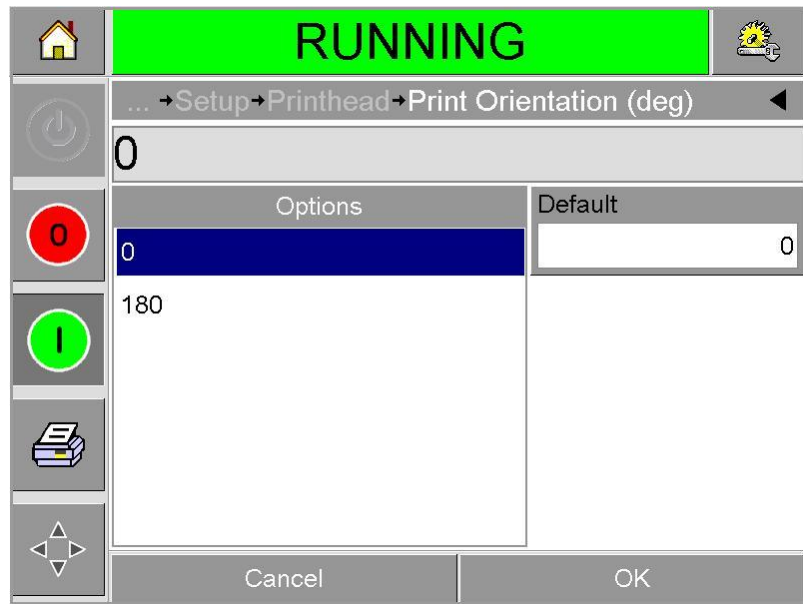 RUNNING
... →Setup→Printhead→Print Orientation (deg)
0
Options
Default
0
0
180
0
I
Cancel
OK